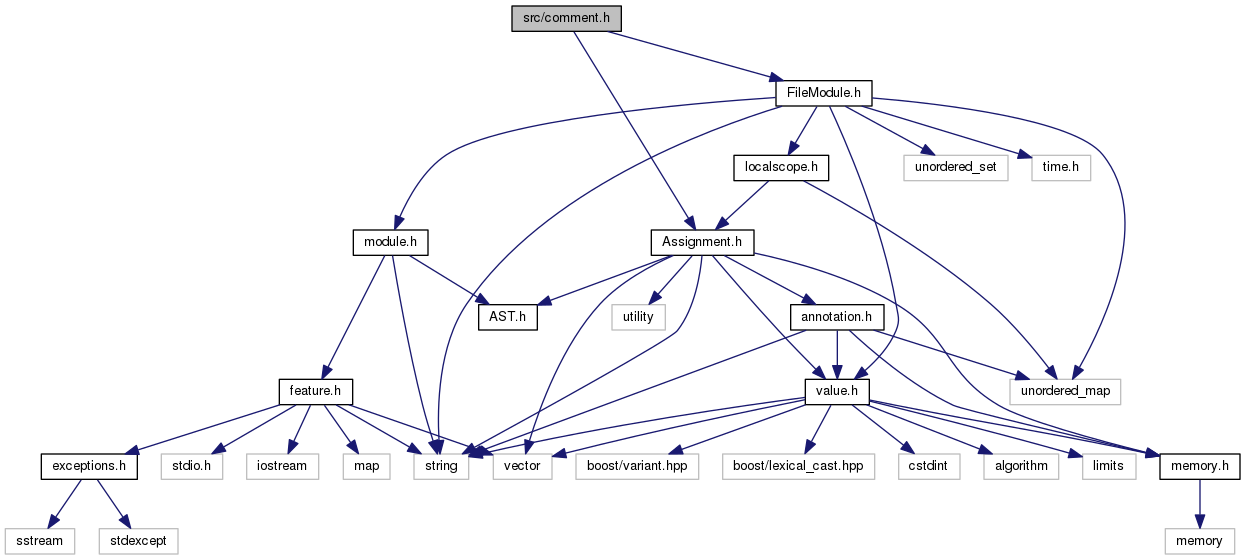 src/comment.h
FileModule.h
localscope.h
unordered_set
time.h
module.h
Assignment.h
AST.h
utility
annotation.h
feature.h
value.h
unordered_map
exceptions.h
stdio.h
iostream
map
string
vector
boost/variant.hpp
boost/lexical_cast.hpp
cstdint
algorithm
limits
memory.h
sstream
stdexcept
memory